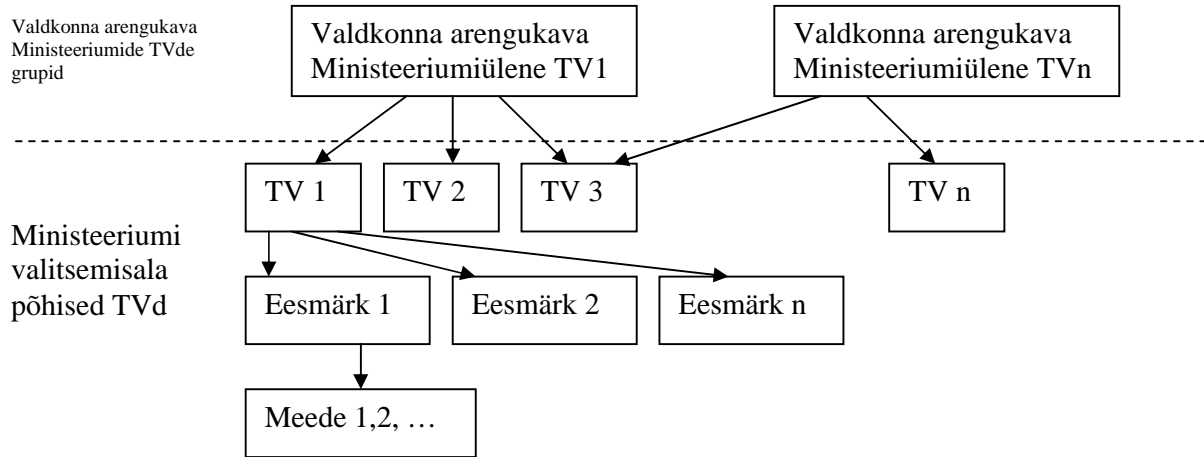 Valdkonna arengukava
Ministeeriumide TVde
grupid
Valdkonna arengukava
Ministeeriumiülene TV1
Valdkonna arengukava
Ministeeriumiülene TVn
TV 1
TV 2
TV 3
TV n
Ministeeriumi
valitsemisala
põhised TVd
Eesmärk 1
Eesmärk 2
Eesmärk n
Meede 1,2, …